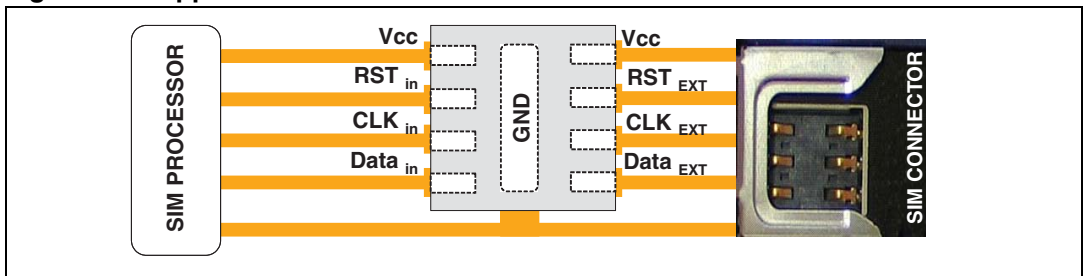 SIM PROCESSOR
Vcc
RST in
CLK in
Data in
GND
Vcc
RST EXT
CLK EXT
Data EXT
SIM CONNECTOR